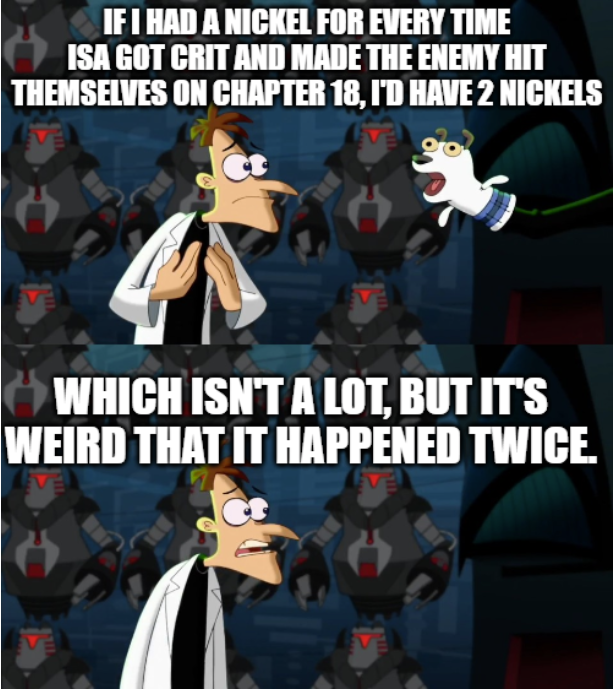 IF I HAD A NICKEL FOR EVERY TIME
ISA GOT CRIT AND MADE THE ENEMY HIT
THEMSELVES ON CHAPTER 18, I'D HAVE 2 NICKELS
WHICH ISN'T A LOT, BUT IT'S
WEIRD THAT IT HAPPENED TWICE.